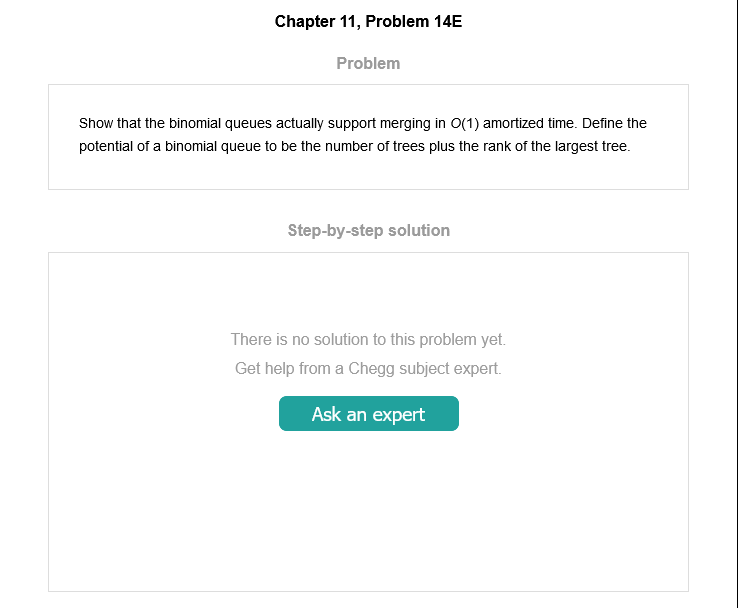 Chapter 11, Problem 14E
Problem
Show that the binomial queues actually support merging in O(1) amortized time. Define the
potential of a binomial queue to be the number of trees plus the rank of the largest tree.
Step-by-step solution
There is no solution to this problem yet.
Get help from a Chegg subject expert.
Ask an expert